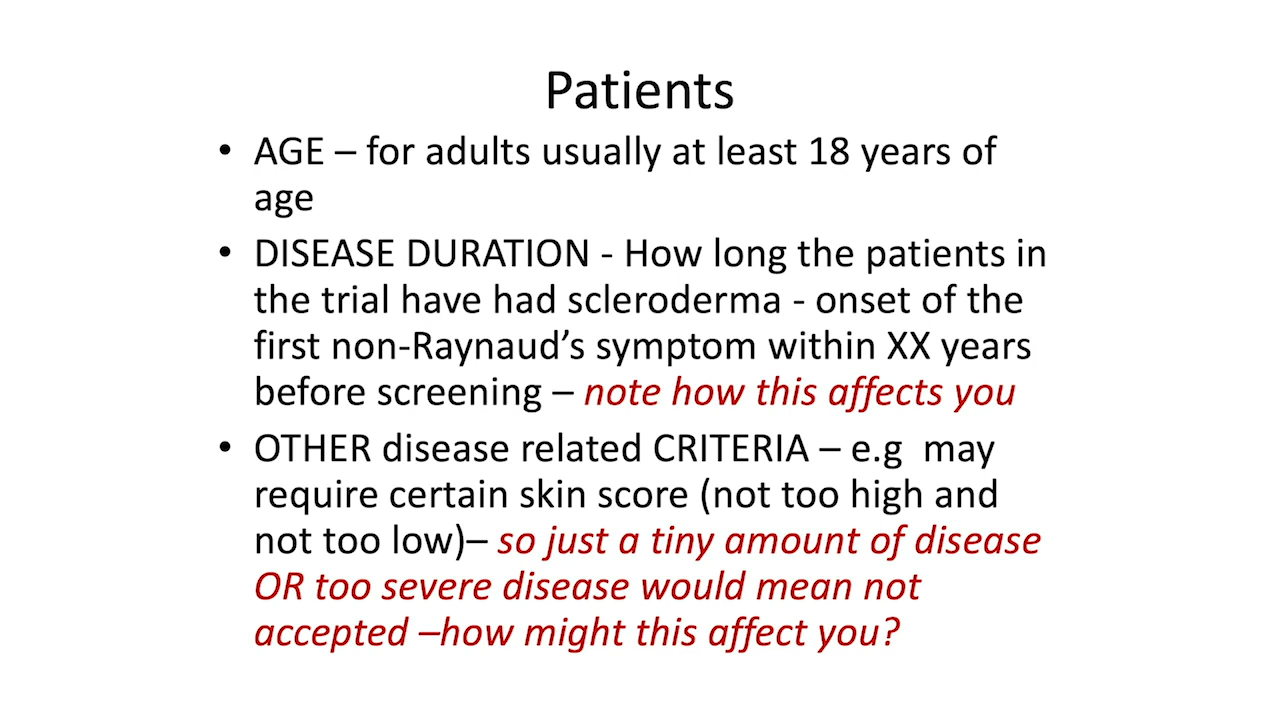 Patients
• AGE – for adults usually at least 18 years of
age
• DISEASE DURATION - How long the patients in
the trial have had scleroderma - onset of the
first non-Raynaud’s symptom within XX years
before screening – note how this affects you
• OTHER disease related CRITERIA – e.g  may
require certain skin score (not too high and
not too low)– so just a tiny amount of disease
OR too severe disease would mean not
accepted –how might this affect you?